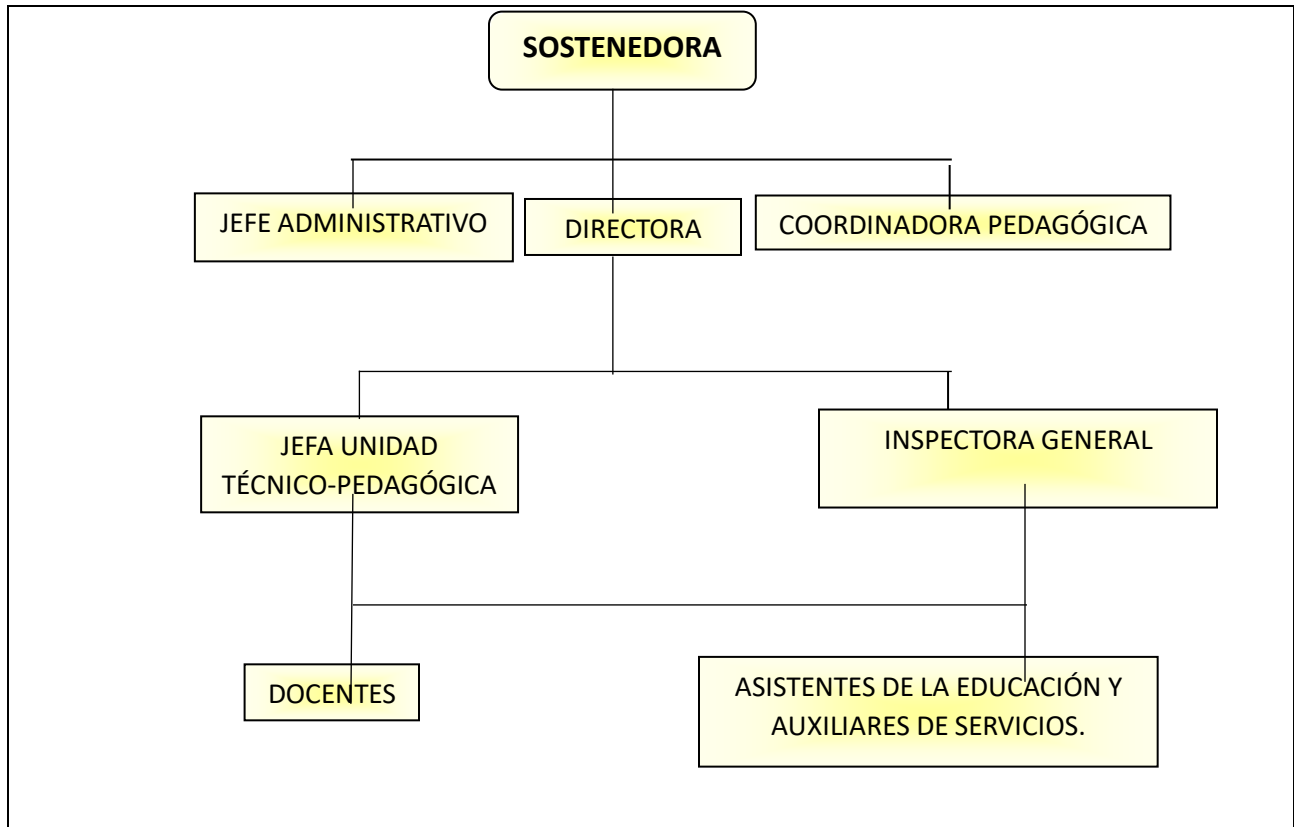 SOSTENEDORA
JEFE ADMINISTRATIVO
DIRECTORA
COORDINADORA PEDAGÓGICA
JEFA UNIDAD
TÉCNICO-PEDAGÓGICA
INSPECTORA GENERAL
DOCENTES
ASISTENTES DE LA EDUCACIÓN Y
AUXILIARES DE SERVICIOS.